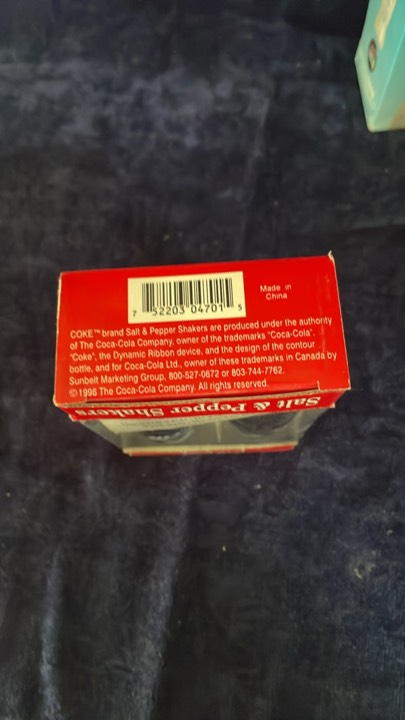 7 52203 04701 5
Made in
China
COKE™ brand Salt & Pepper Shakers are produced under the authority
of The Coca-Cola Company, owner of the trademarks "Coca-Cola",
"Coke", the Dynamic Ribbon device, and the design of the contour
bottle, and for Coca-Cola Ltd., owner of these trademarks in Canada by
Sunbelt Marketing Group, 800-527-0672 or 803-744-7762.
©1996 The Coca-Cola Company. All rights reserved.
Salt & Pepper Shakers